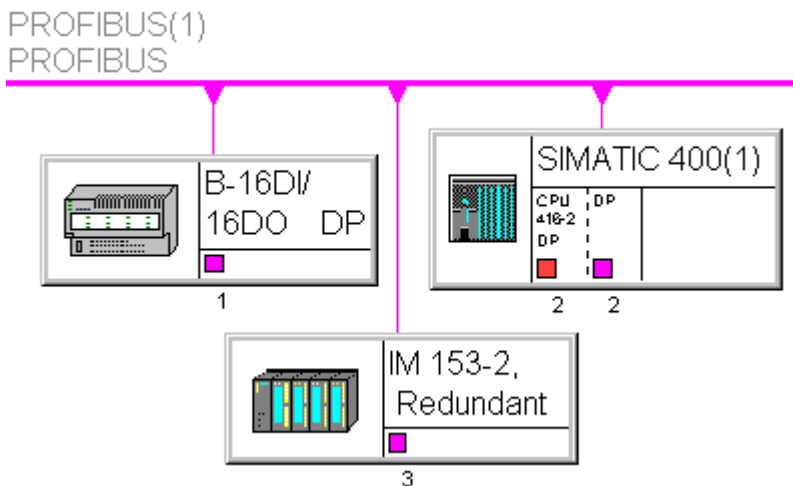 PROFIBUS(1)
PROFIBUS
B-16DI/
16DO DP
1
SIMATIC 400(1)
CPU DP
416-2
DP
2 2
IM 153-2,
Redundant
3